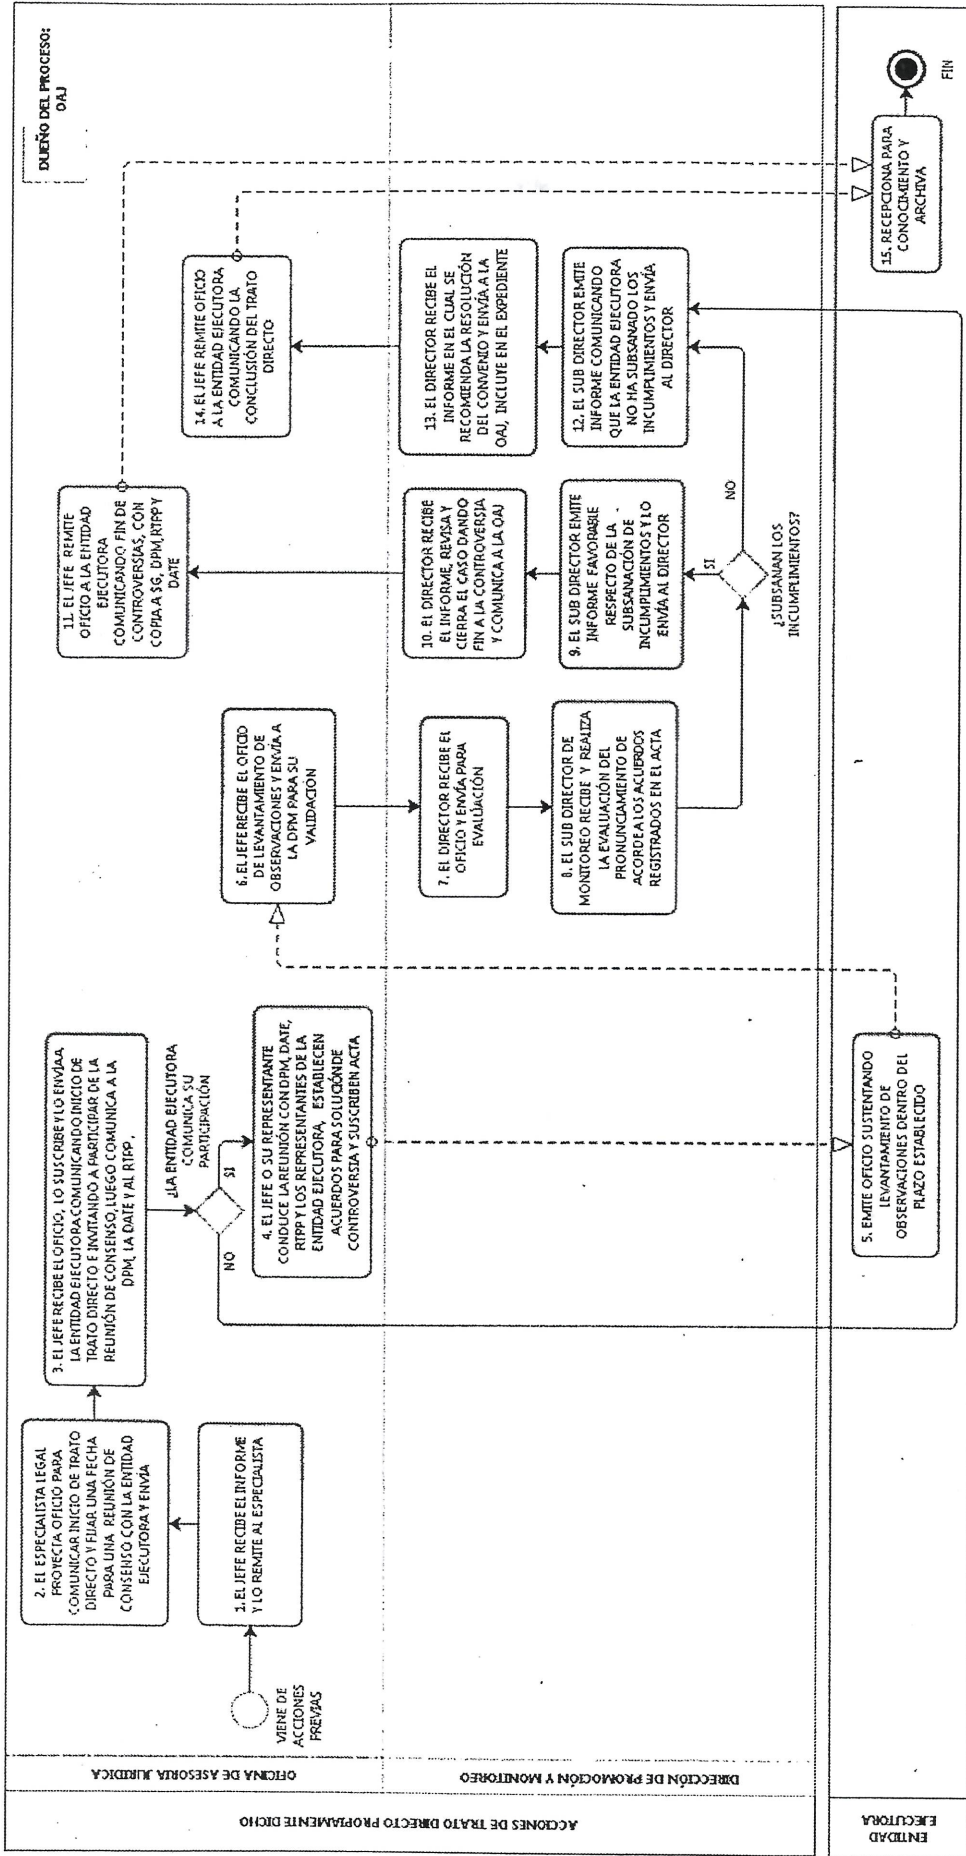 DUEÑO DEL PROCESO:
OAJ
ACCIONES DE TRATO DIRECTO PROPIAMENTE DICHO
OFICINA DE ASESORIA JURIDICA
DIRECCIÓN DE PROMOCIÓN Y MONITOREO
ENTIDAD
EJECUTORA
VIENE DE
ACCIONES
PREVIAS
1. EL JEFE RECIBE EL INFORME
Y LO REMITE AL ESPECIALISTA
2. EL ESPECIALISTA LEGAL
PROYECTA OFICIO PARA
COMUNICAR INICIO DE TRATO
DIRECTO Y FIJAR UNA FECHA
PARA UNA REUNIÓN DE
CONSENSO CON LA ENTIDAD
EJECUTORA Y ENVÍA
3. EL JEFE RECIBE EL OFICIO, LO SUSCRIBE Y LO ENVÍA A
LA ENTIDAD EJECUTORA COMUNICANDO INICIO DE
TRATO DIRECTO E INVITANDO A PARTICIPAR DE LA
REUNIÓN DE CONSENSO, LUEGO COMUNICA A LA
DPM, LA DATE Y AL RTPP,
¿LA ENTIDAD EJECUTORA
COMUNICA SU
PARTICIPACIÓN
NO
SI
4. EL JEFE O SU REPRESENTANTE
CONDUCE LA REUNIÓN CON DPM, DATE,
RTPP Y LOS REPRESENTANTES DE LA
ENTIDAD EJECUTORA, ESTABLECEN
ACUERDOS PARA SOLUCIÓN DE
CONTROVERSIA Y SUSCRIBEN ACTA
5. EMITE OFICIO SUSTENTANDO
LEVANTAMIENTO DE
OBSERVACIONES DENTRO DEL
PLAZO ESTABLECIDO
6. EL JEFE RECIBE EL OFICIO
DE LEVANTAMIENTO DE
OBSERVACIONES Y ENVÍA A
LA DPM PARA SU
VALIDACIÓN
7. EL DIRECTOR RECIBE EL
OFICIO Y ENVÍA PARA
EVALUACIÓN
8. EL SUB DIRECTOR DE
MONITOREO RECIBE Y REALIZA
LA EVALUACIÓN DEL
PRONUNCIAMIENTO DE
ACORDE A LOS ACUERDOS
REGISTRADOS EN EL ACTA
¿SUBSANAN LOS
INCUMPLIMIENTOS?
SI
NO
9. EL SUB DIRECTOR EMITE
INFORME FAVORABLE
RESPECTO DE LA
SUBSANACIÓN DE
INCUMPLIMIENTOS Y LO
ENVÍA AL DIRECTOR
10. EL DIRECTOR RECIBE
EL INFORME, REVISA Y
CIERRA EL CASO DANDO
FIN A LA CONTROVERSIA
Y COMUNICA A LA OAJ
11. EL JEFE REMITE
OFICIO A LA ENTIDAD
EJECUTORA
COMUNICANDO FIN DE
CONTROVERSIAS, CON
COPIA A SG, DPM, RTPP Y
DATE
12. EL SUB DIRECTOR EMITE
INFORME COMUNICANDO
QUE LA ENTIDAD EJECUTORA
NO HA SUBSANADO LOS
INCUMPLIMIENTOS Y ENVÍA
AL DIRECTOR
13. EL DIRECTOR RECIBE EL
INFORME EN EL CUAL SE
RECOMIENDA LA RESOLUCIÓN
DEL CONVENIO Y ENVÍA A LA
OAJ, INCLUYE EN EL EXPEDIENTE
14. EL JEFE REMITE OFICIO
A LA ENTIDAD EJECUTORA
COMUNICANDO LA
CONCLUSIÓN DEL TRATO
DIRECTO
15. RECEPCIONA PARA
CONOCIMIENTO Y
ARCHIVA
FIN